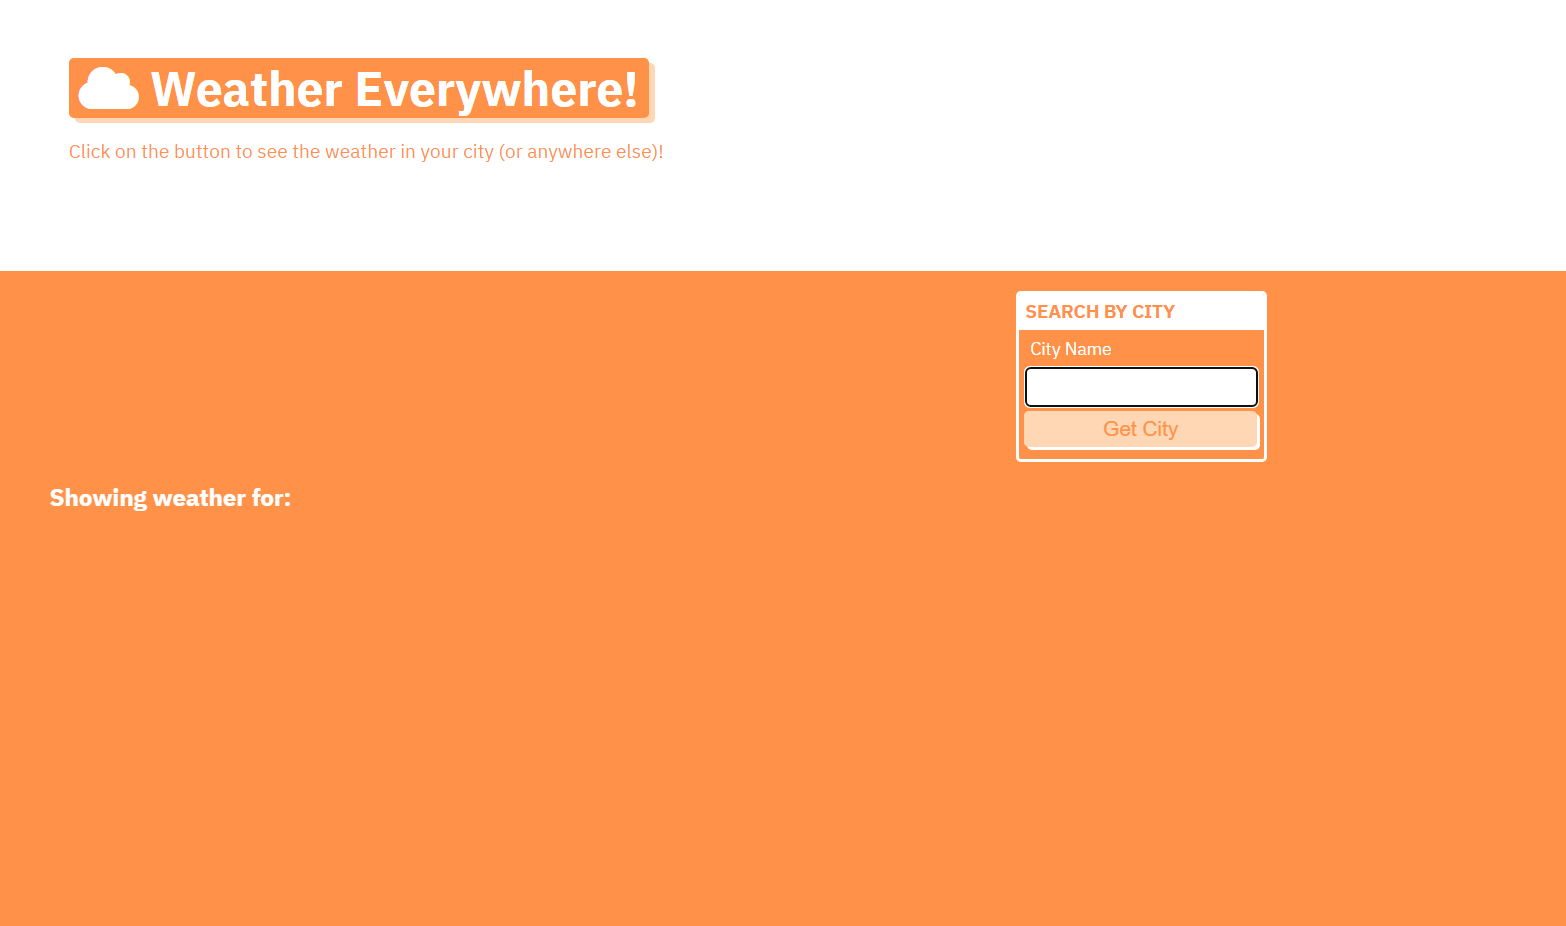 Weather Everywhere!
Click on the button to see the weather in your city (or anywhere else)!
SEARCH BY CITY
City Name
Get City
Showing weather for: